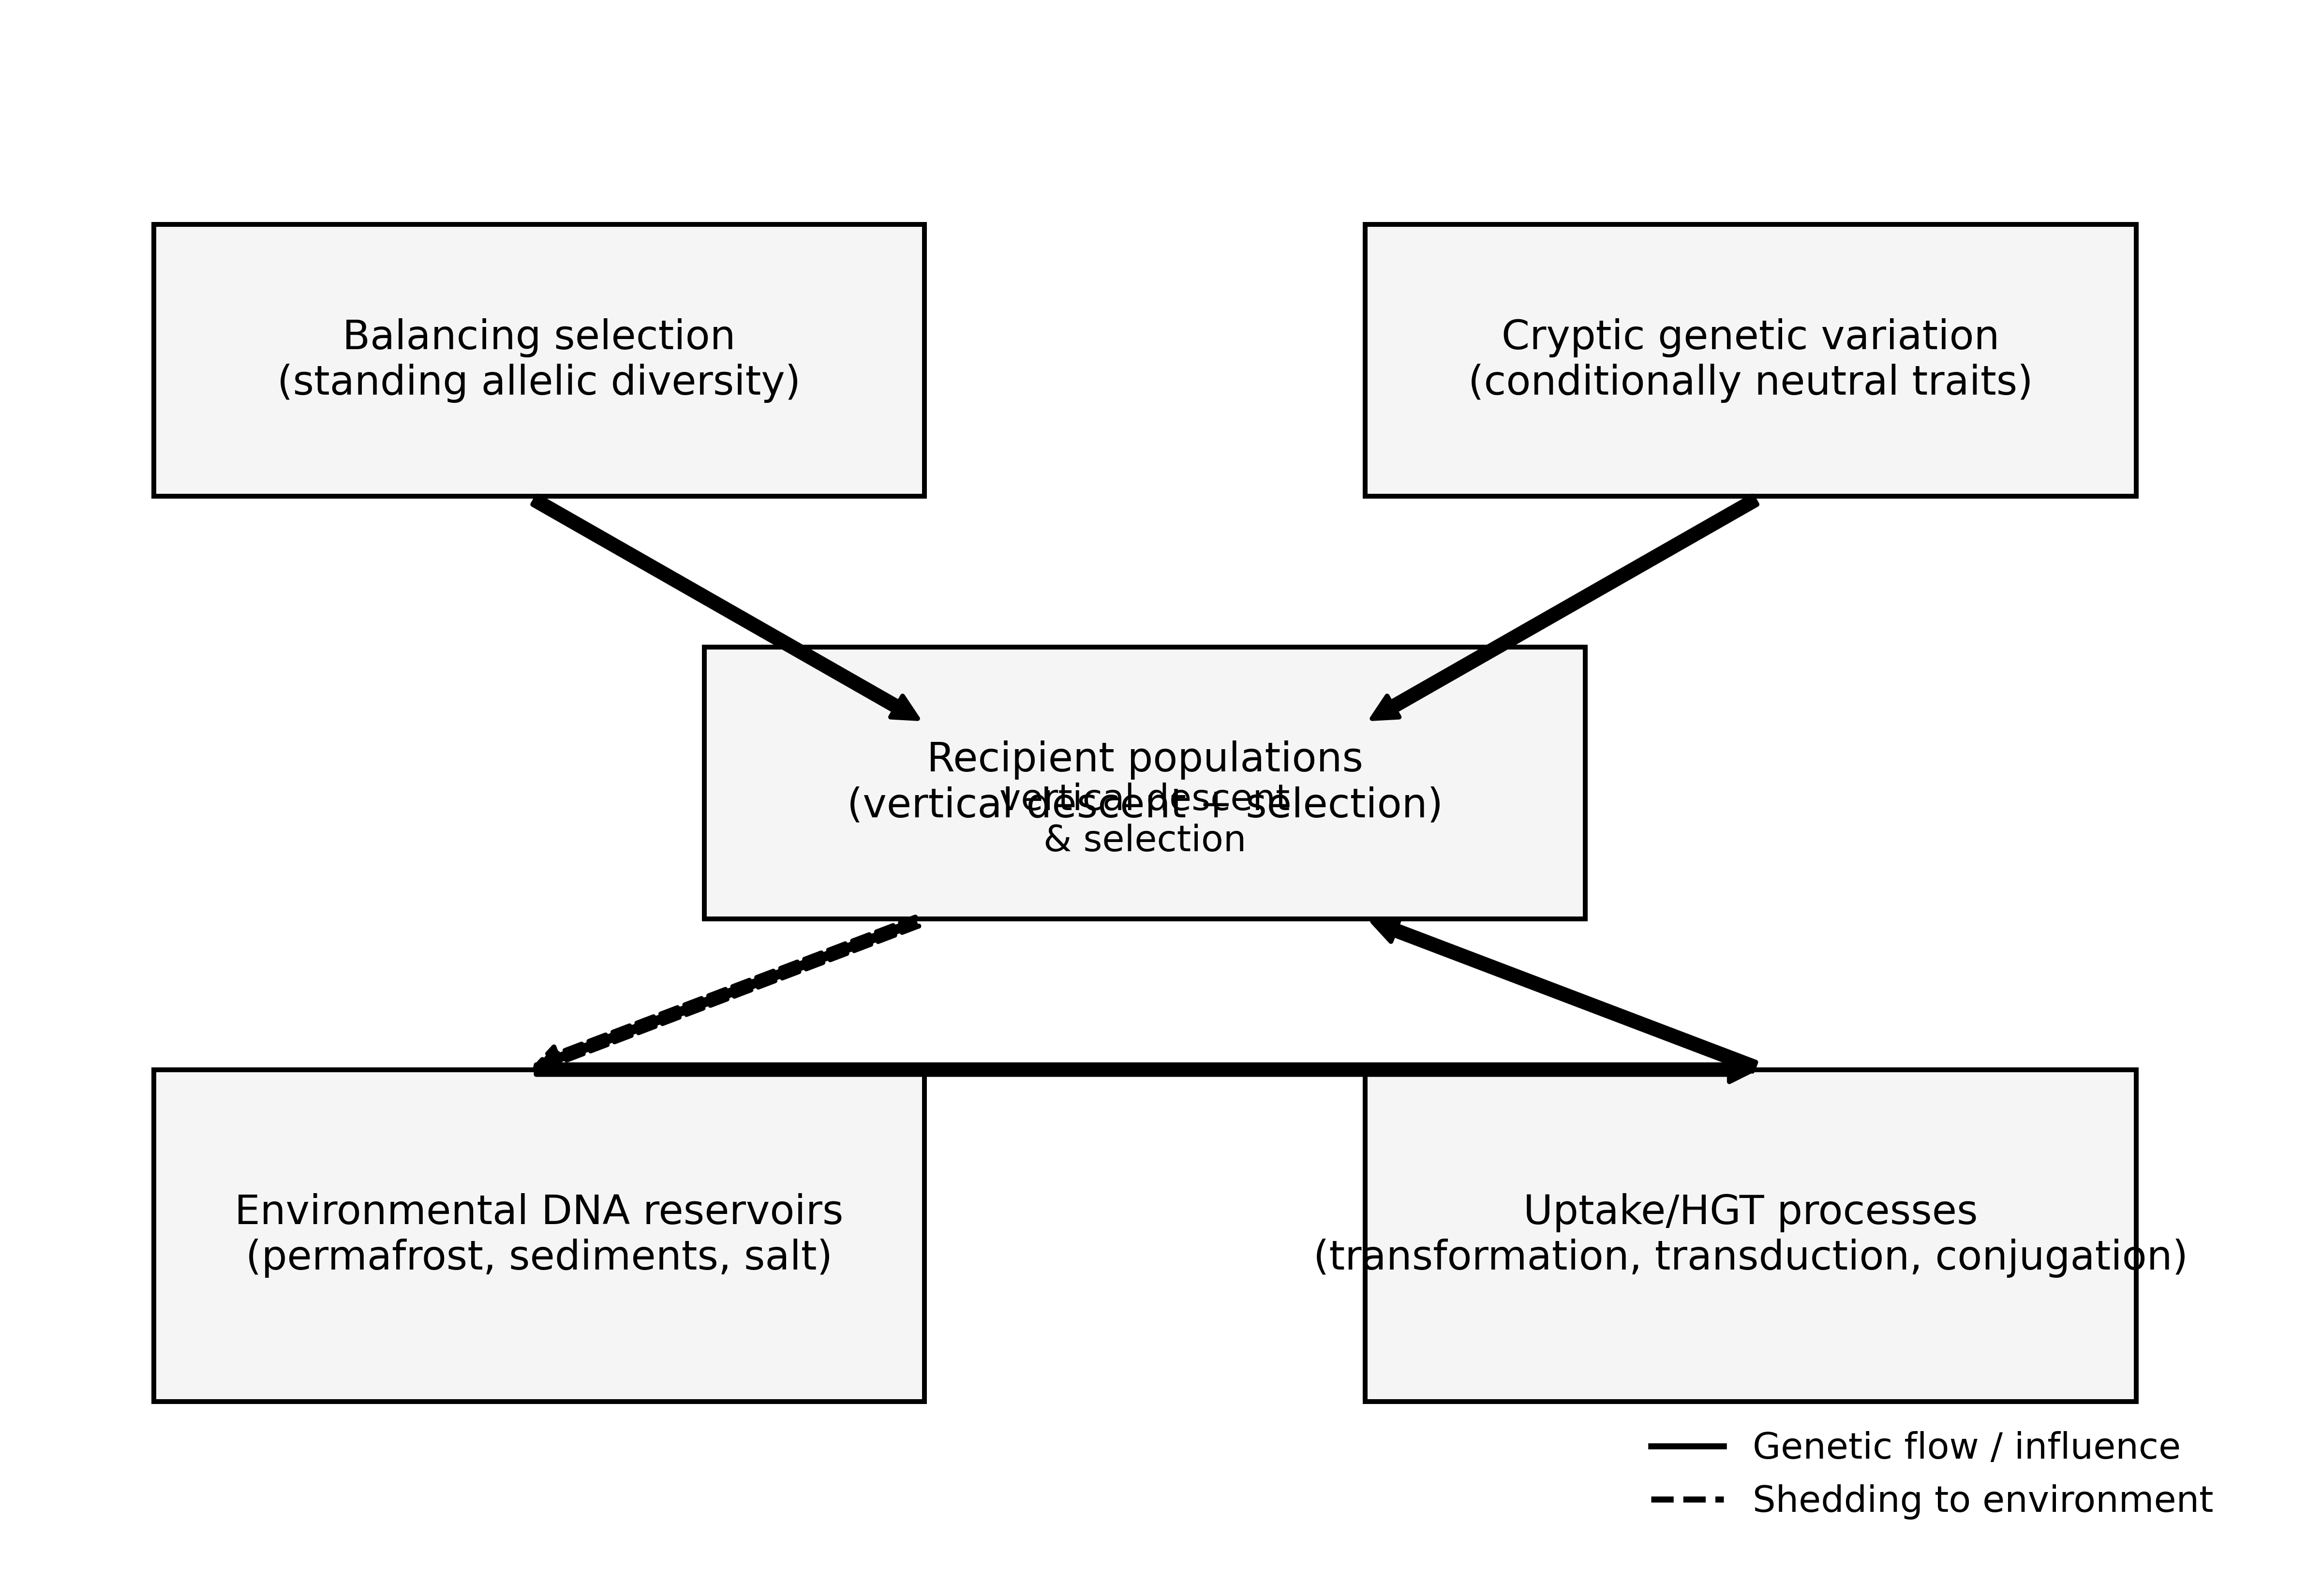 Balancing selection
(standing allelic diversity)
Cryptic genetic variation
(conditionally neutral traits)
Recipient populations
(vertical descent + selection)
vertical descent
& selection
Environmental DNA reservoirs
(permafrost, sediments, salt)
Uptake/HGT processes
(transformation, transduction, conjugation)
Genetic flow / influence
Shedding to environment